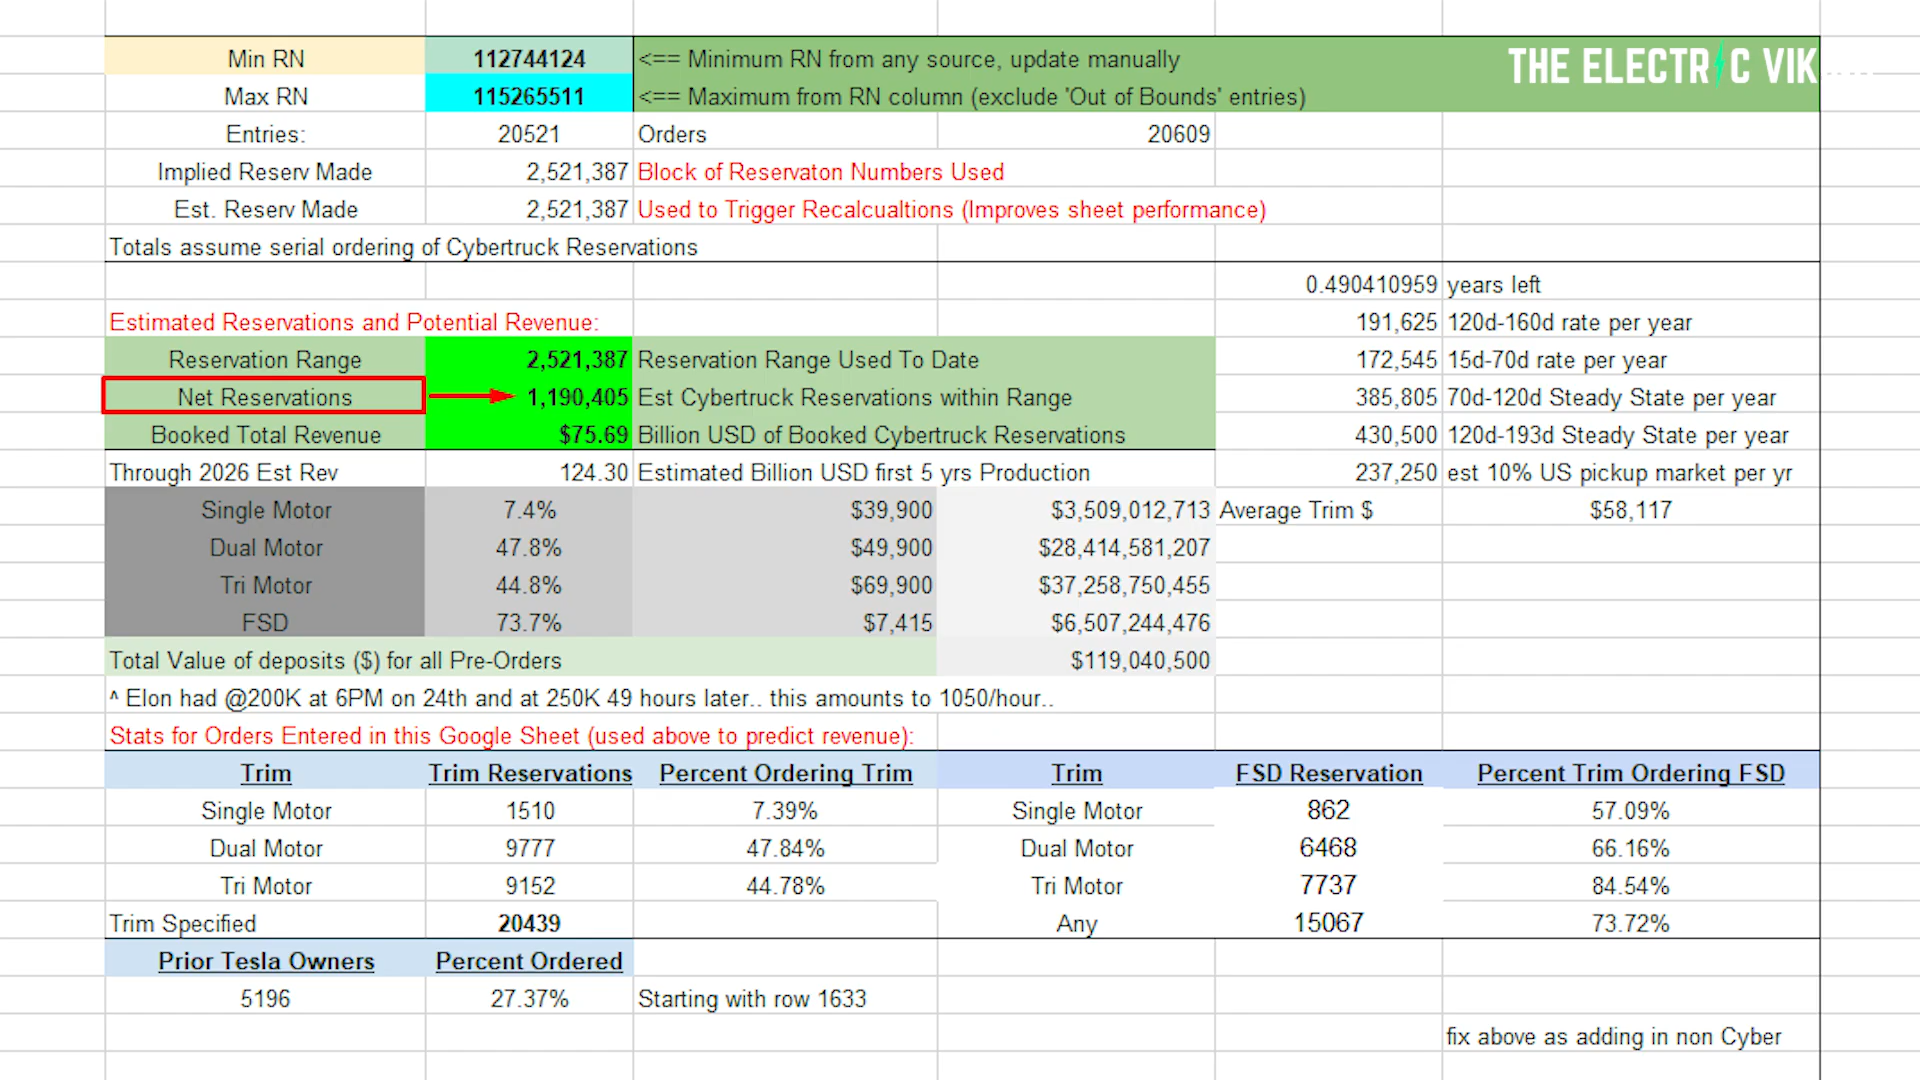 Min RN 112744124 <== Minimum RN from any source, update manually THE ELECTRIC VIK
Max RN 115265511 <== Maximum from RN column (exclude 'Out of Bounds' entries)
Entries: 20521 Orders 20609
Implied Reserv Made 2,521,387 Block of Reservaton Numbers Used
Est. Reserv Made 2,521,387 Used to Trigger Recalcualtions (Improves sheet performance)
Totals assume serial ordering of Cybertruck Reservations
0.490410959 years left
Estimated Reservations and Potential Revenue: 191,625 120d-160d rate per year
Reservation Range 2,521,387 Reservation Range Used To Date 172,545 15d-70d rate per year
Net Reservations 1,190,405 Est Cybertruck Reservations within Range 385,805 70d-120d Steady State per year
Booked Total Revenue $75.69 Billion USD of Booked Cybertruck Reservations 430,500 120d-193d Steady State per year
Through 2026 Est Rev 124.30 Estimated Billion USD first 5 yrs Production 237,250 est 10% US pickup market per yr
Single Motor 7.4% $39,900 $3,509,012,713 Average Trim $ $58,117
Dual Motor 47.8% $49,900 $28,414,581,207
Tri Motor 44.8% $69,900 $37,258,750,455
FSD 73.7% $7,415 $6,507,244,476
Total Value of deposits ($) for all Pre-Orders $119,040,500
^ Elon had @200K at 6PM on 24th and at 250K 49 hours later.. this amounts to 1050/hour..
Stats for Orders Entered in this Google Sheet (used above to predict revenue):
Trim Trim Reservations Percent Ordering Trim Trim FSD Reservation Percent Trim Ordering FSD
Single Motor 1510 7.39% Single Motor 862 57.09%
Dual Motor 9777 47.84% Dual Motor 6468 66.16%
Tri Motor 9152 44.78% Tri Motor 7737 84.54%
Trim Specified 20439 Any 15067 73.72%
Prior Tesla Owners Percent Ordered
5196 27.37% Starting with row 1633
fix above as adding in non Cyber